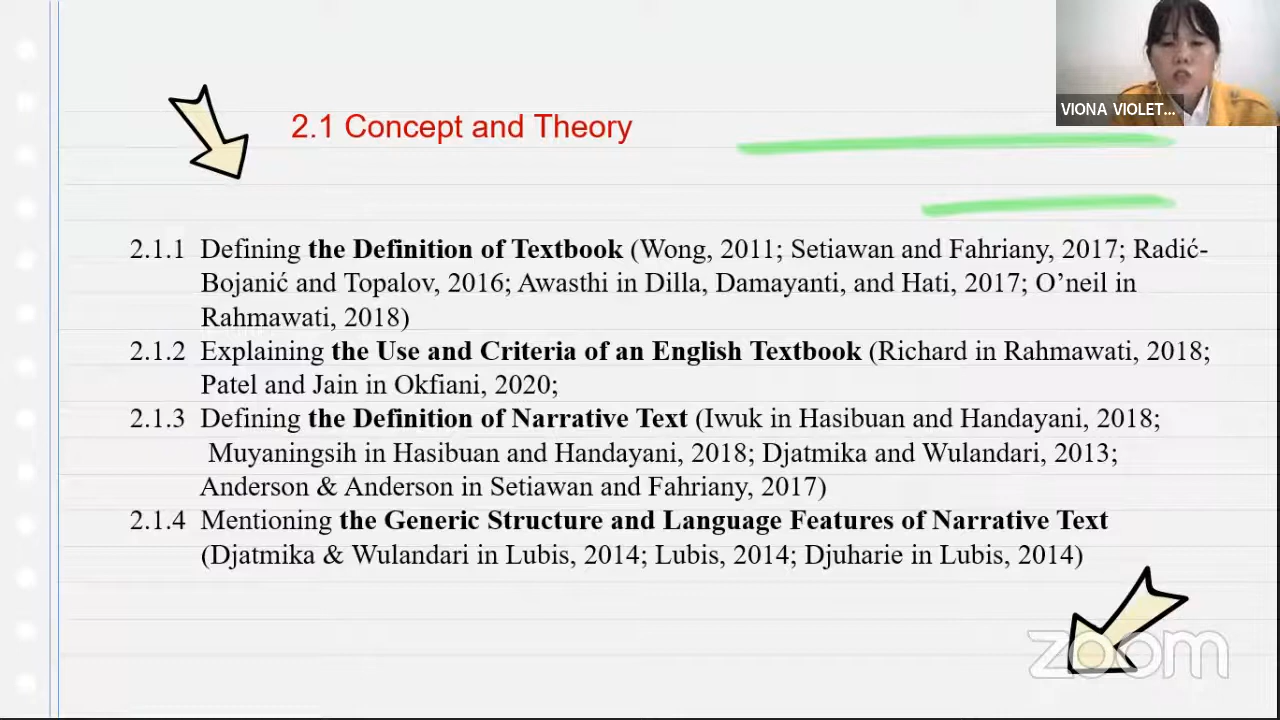 VIONA VIOLET...
2.1 Concept and Theory
2.1.1 Defining the Definition of Textbook (Wong, 2011; Setiawan and Fahriany, 2017; Radić-
Bojanić and Topalov, 2016; Awasthi in Dilla, Damayanti, and Hati, 2017; O’neil in
Rahmawati, 2018)
2.1.2 Explaining the Use and Criteria of an English Textbook (Richard in Rahmawati, 2018;
Patel and Jain in Okfiani, 2020;
2.1.3 Defining the Definition of Narrative Text (Iwuk in Hasibuan and Handayani, 2018;
Muyaningsih in Hasibuan and Handayani, 2018; Djatmika and Wulandari, 2013;
Anderson & Anderson in Setiawan and Fahriany, 2017)
2.1.4 Mentioning the Generic Structure and Language Features of Narrative Text
(Djatmika & Wulandari in Lubis, 2014; Lubis, 2014; Djuharie in Lubis, 2014)
zoom